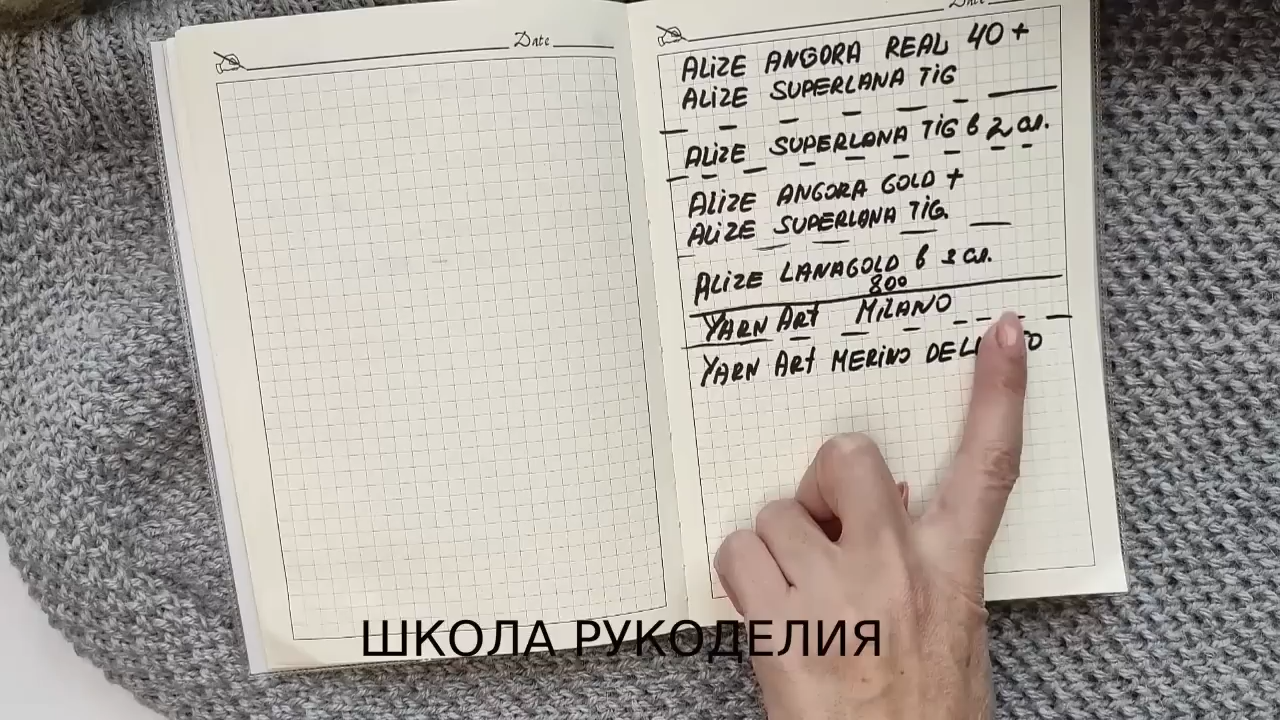 Date
Date
ALIZE ANGORA REAL 40 +
ALIZE SUPERLANA TIG
ALIZE SUPERLANA TIG в 2 сл.
ALIZE ANGORA GOLD +
ALIZE SUPERLANA TIG.
ALIZE LANAGOLD в 2 сл.
800
YARN ART MILANO
YARN ART MERINO
ШКОЛА РУКОДЕЛИЯ